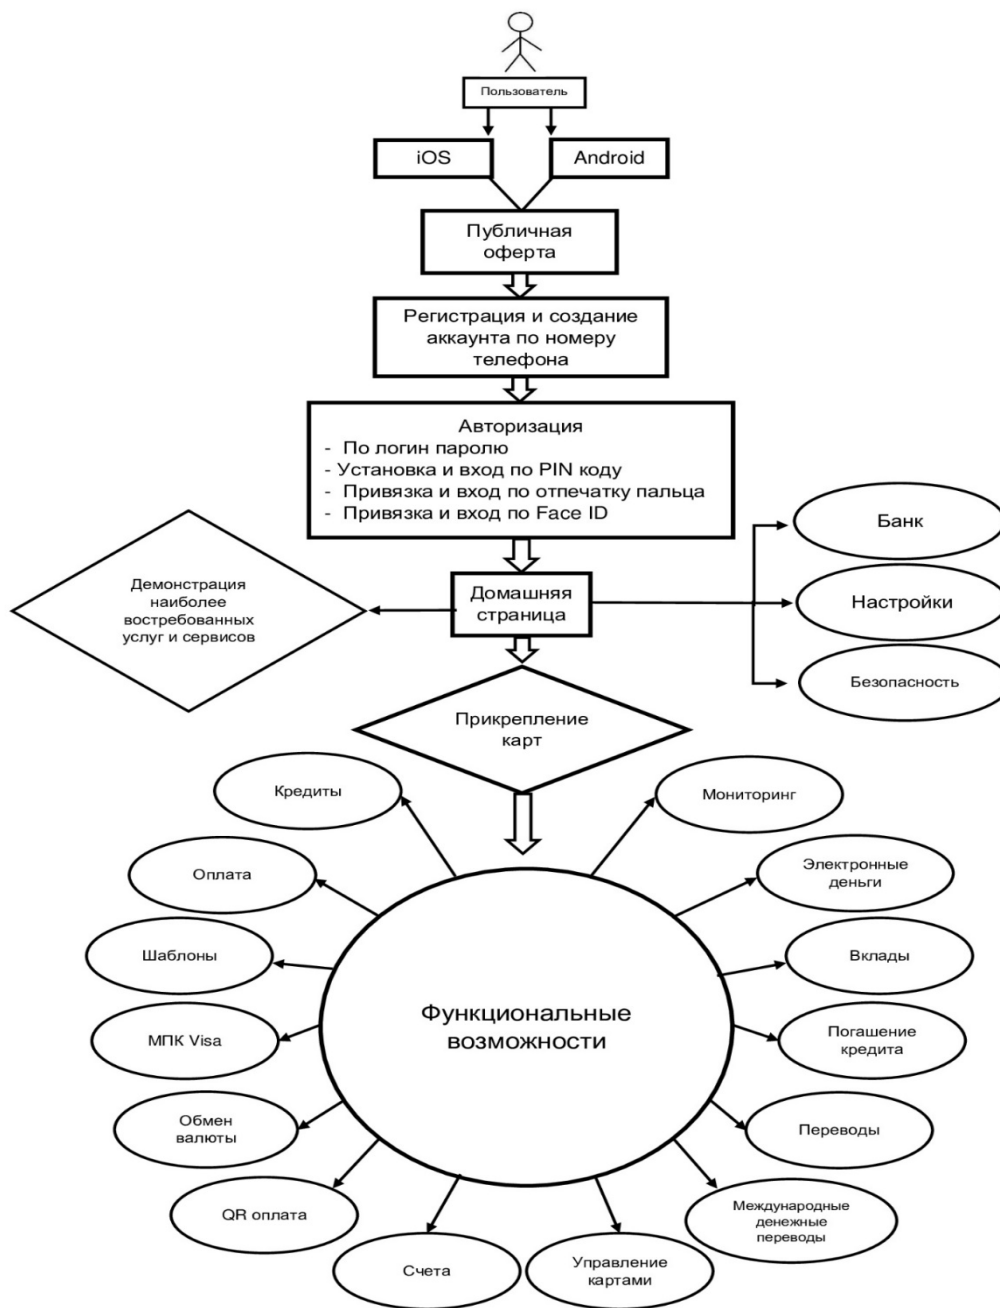 Пользователь
iOS
Android
Публичная
оферта
Регистрация и создание
аккаунта по номеру
телефона
Авторизация
- По логин паролю
- Установка и вход по PIN коду
- Привязка и вход по отпечатку пальца
- Привязка и вход по Face ID
Банк
Демонстрация
наиболее
востребованных
услуг и сервисов
Домашняя
страница
Настройки
Безопасность
Прикрепление
карт
Кредиты
Мониторинг
Оплата
Электронные
деньги
Шаблоны
Вклады
Функциональные
возможности
МПК Visa
Погашение
кредита
Обмен
валюты
Переводы
QR оплата
Международные
денежные
переводы
Счета
Управление
картами